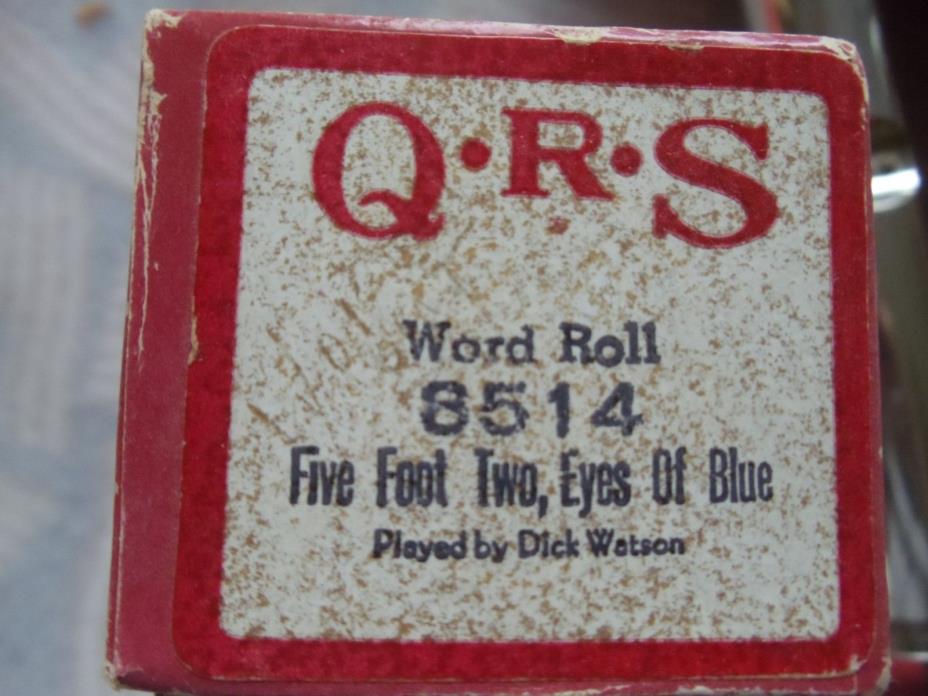 Q·R·S
Word Roll
8514
Five Foot Two, Eyes Of Blue
Played by Dick Watson